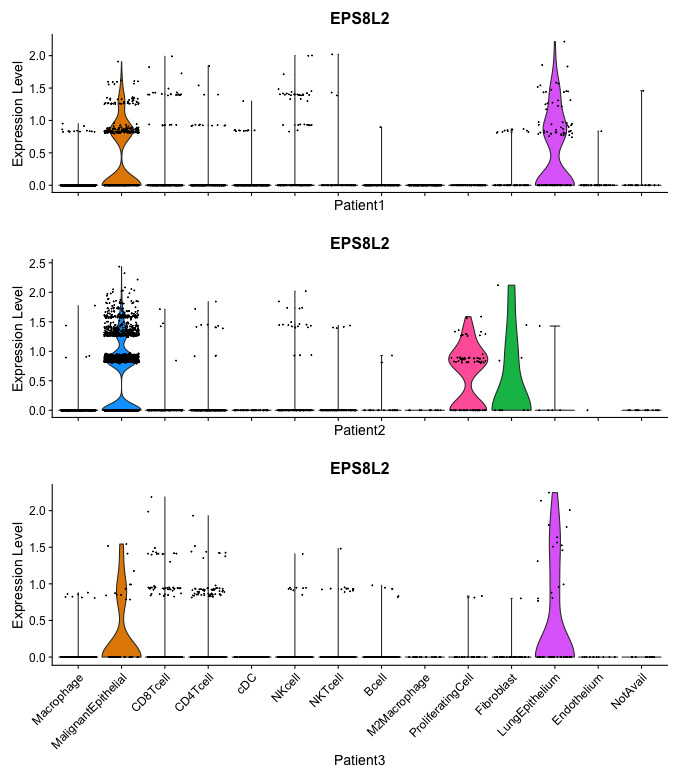 EPS8L2
Expression Level
2.0
1.5
1.0
0.5
0.0
Patient1
EPS8L2
Expression Level
2.5
2.0
1.5
1.0
0.5
0.0
Patient2
EPS8L2
Expression Level
2.0
1.5
1.0
0.5
0.0
Macrophage
MalignantEpithelial
CD8Tcell
CD4Tcell
cDC
NKcell
NKTcell
Bcell
M2Macrophage
ProliferatingCell
Fibroblast
LungEpithelium
Endothelium
NotAvail
Patient3